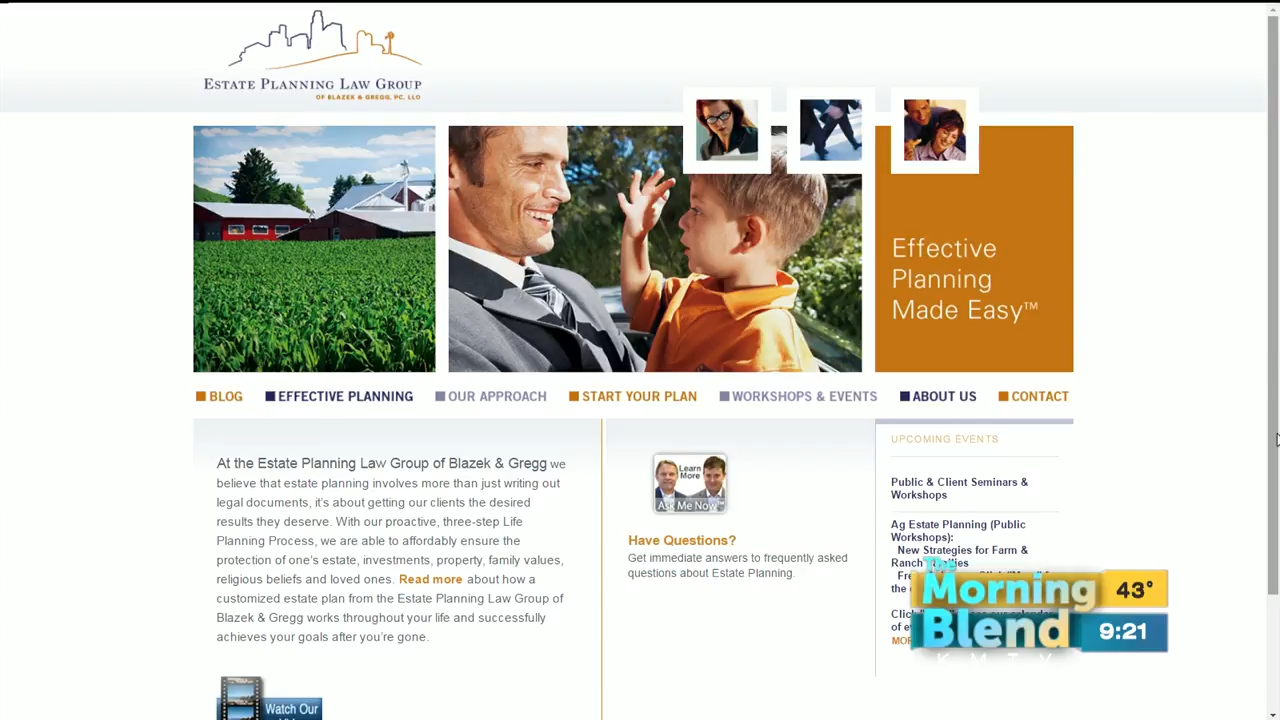 ESTATE PLANNING LAW GROUP
OF BLAZEK & GREGG, PC, LLO
Effective
Planning
Made Easy™
BLOG
EFFECTIVE PLANNING
OUR APPROACH
START YOUR PLAN
WORKSHOPS & EVENTS
ABOUT US
CONTACT
At the Estate Planning Law Group of Blazek & Gregg we
believe that estate planning involves more than just writing out
legal documents, it's about getting our clients the desired
results they deserve. With our proactive, three-step Life
Planning Process, we are able to affordably ensure the
protection of one's estate, investments, property, family values,
religious beliefs and loved ones. Read more about how a
customized estate plan from the Estate Planning Law Group of
Blazek & Gregg works throughout your life and successfully
achieves your goals after you're gone.
Watch Our
Learn
More
Ask Me Now™
Have Questions?
Get immediate answers to frequently asked
questions about Estate Planning.
UPCOMING EVENTS
Public & Client Seminars &
Workshops
Ag Estate Planning (Public
Workshops):
New Strategies for Farm &
Ranch
the
of
The
Morning
Blend
KMTV
43°
9:21